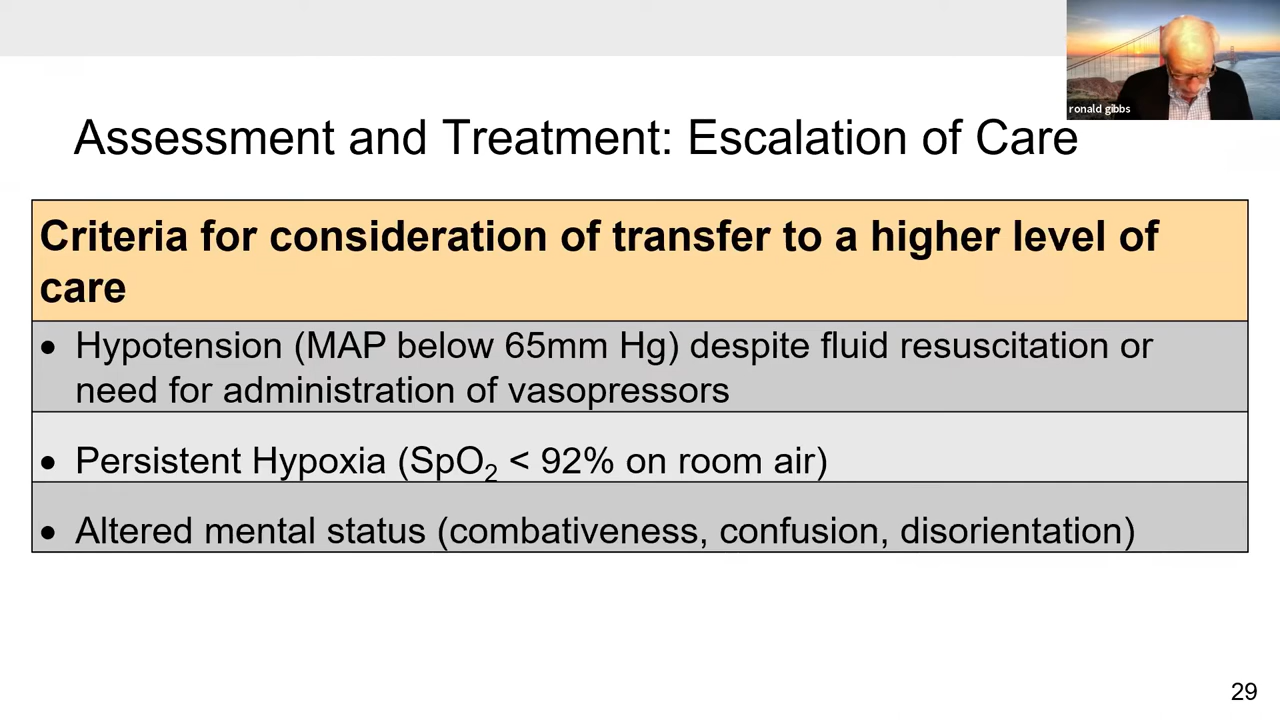 ronald gibbs
Assessment and Treatment: Escalation of Care
Criteria for consideration of transfer to a higher level of
care
• Hypotension (MAP below 65mm Hg) despite fluid resuscitation or
need for administration of vasopressors
• Persistent Hypoxia (SpO₂ < 92% on room air)
• Altered mental status (combativeness, confusion, disorientation)
29